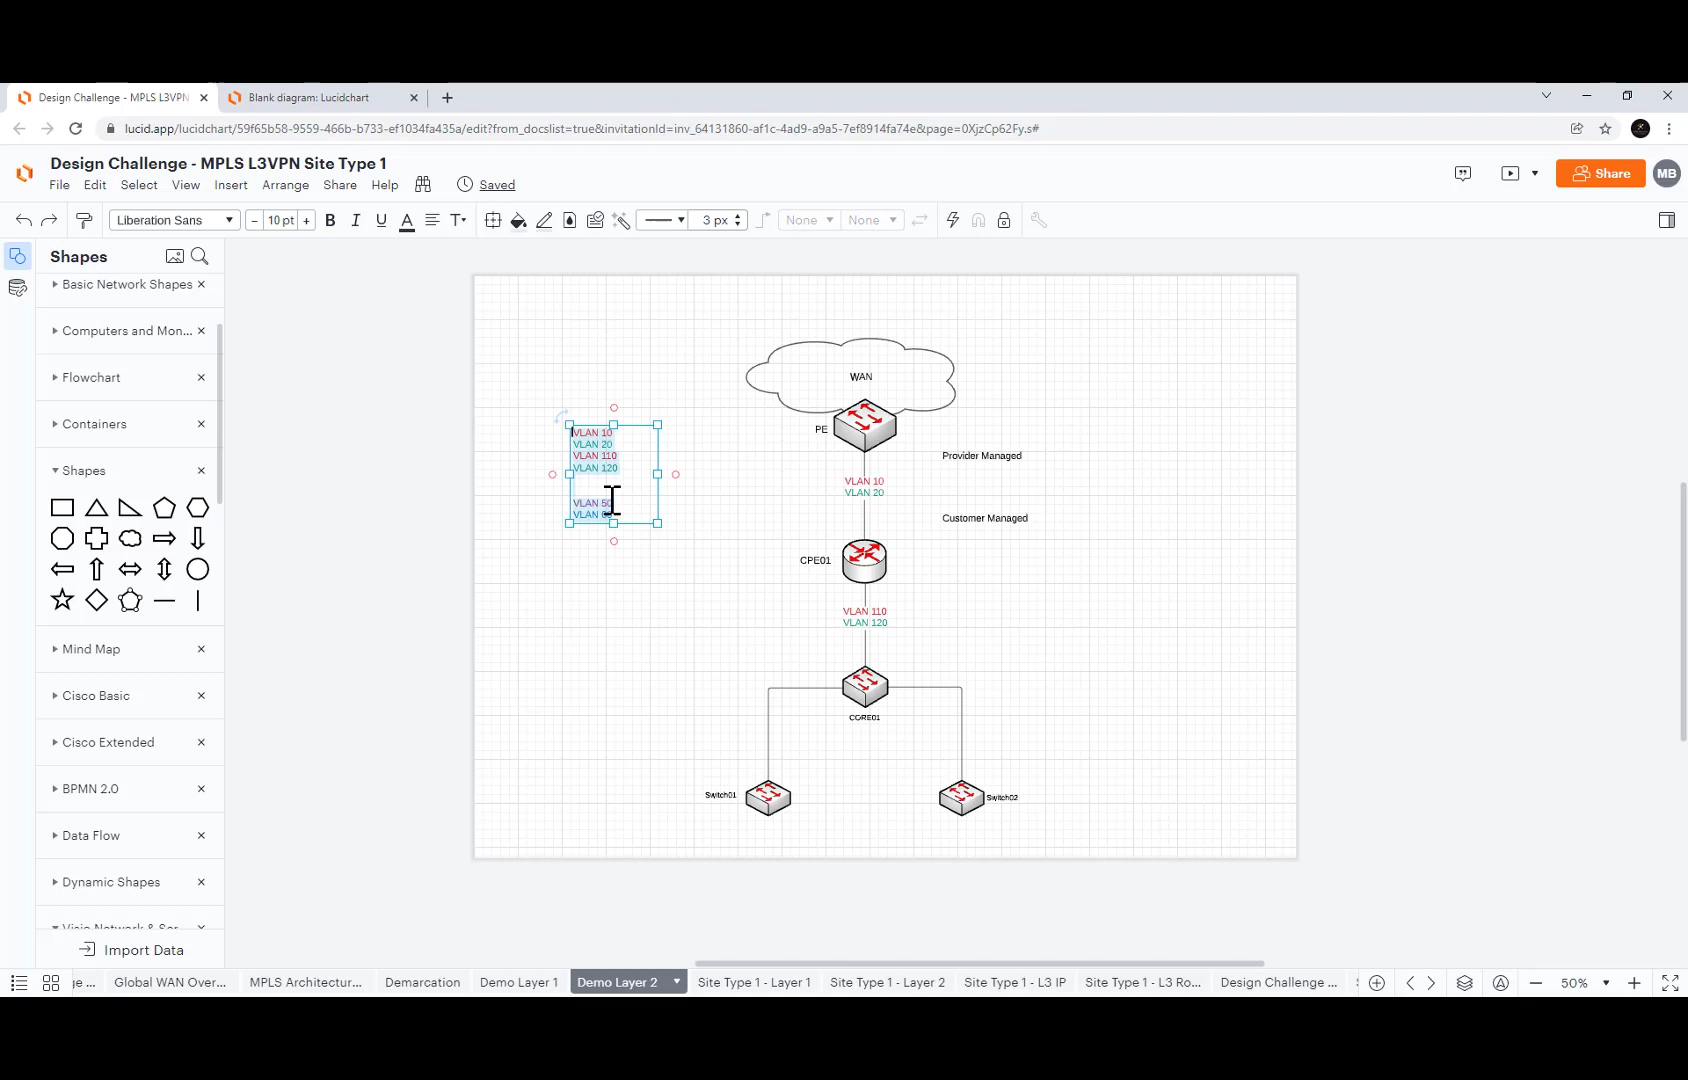 Design Challenge - MPLS L3VPN
Blank diagram: Lucidchart
lucid.app/lucidchart/59f65b58-9559-466b-b733-ef1034fa435a/edit?from_docslist=true&invitationId=inv_64131860-af1c-4ad9-a9a5-7ef8914fa74e&page=0XjzCp62Fy.s#
Design Challenge - MPLS L3VPN Site Type 1
File Edit Select View Insert Arrange Share Help Saved
Share
MB
Liberation Sans
10 pt
B I U A T
3 px
None
None
Shapes
Basic Network Shapes
Computers and Mon...
Flowchart
Containers
Shapes
Mind Map
Cisco Basic
Cisco Extended
BPMN 2.0
Data Flow
Dynamic Shapes
Import Data
VLAN 10
VLAN 20
VLAN 110
VLAN 120
VLAN 50
VLAN
WAN
PE
Provider Managed
VLAN 10
VLAN 20
Customer Managed
CPE01
VLAN 110
VLAN 120
CORE01
Switch01
Switch02
ge ...
Global WAN Over...
MPLS Architectur...
Demarcation
Demo Layer 1
Demo Layer 2
Site Type 1 - Layer 1
Site Type 1 - Layer 2
Site Type 1 - L3 IP
Site Type 1 - L3 Ro...
Design Challenge ...
50%